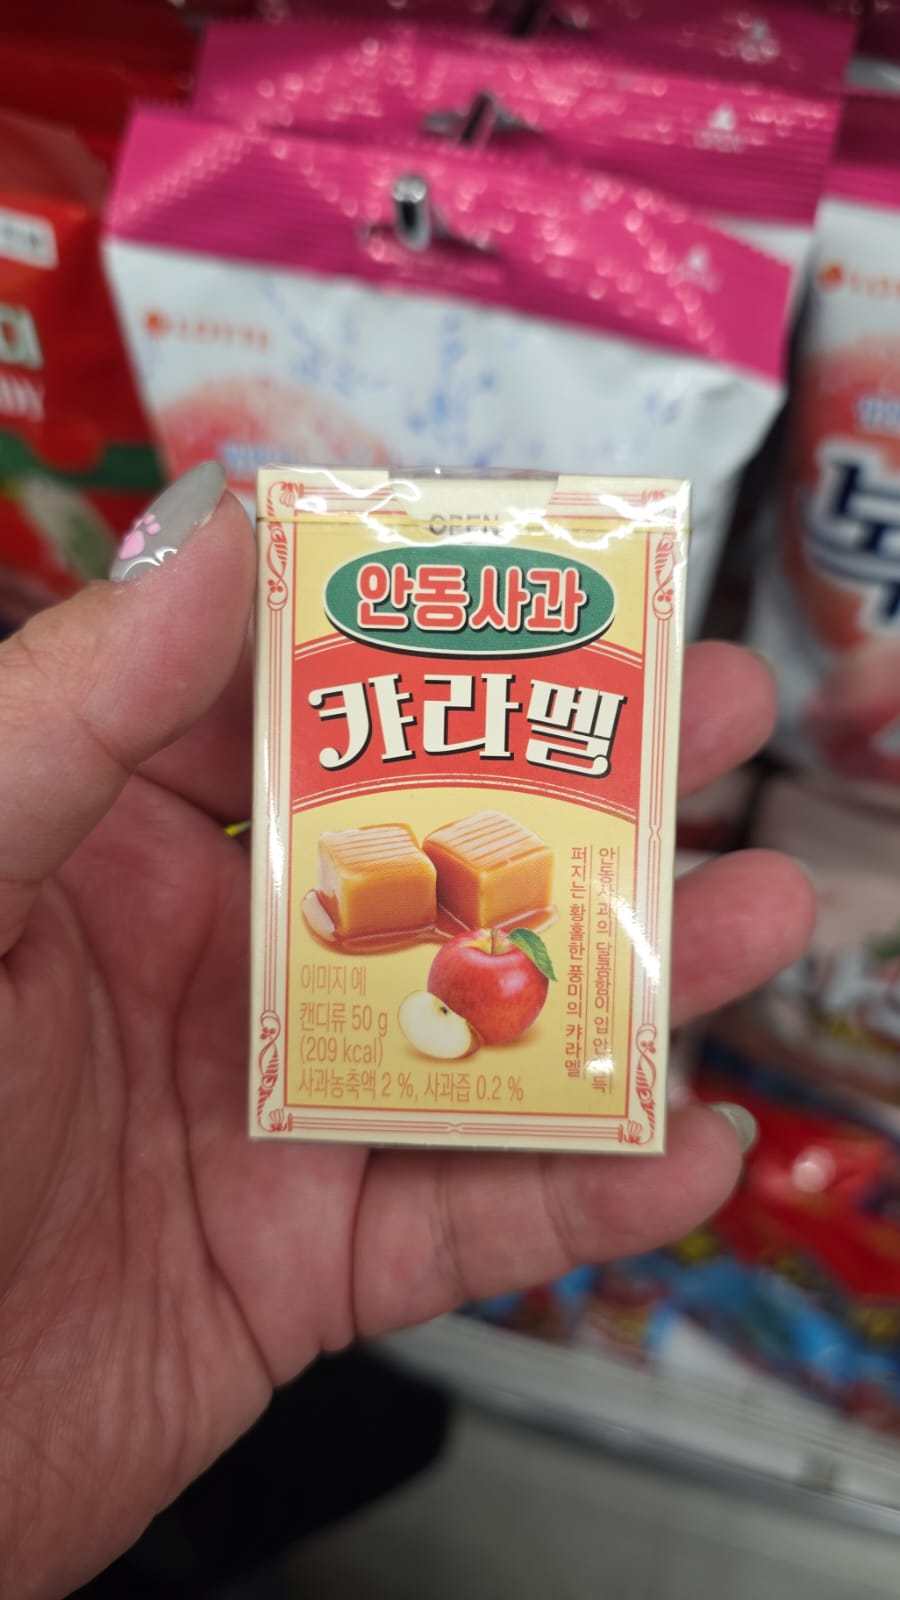 LOTTE
OPEN
안동사과
캬라멜
안동사과의 달콤함이 입 안 가득
퍼지는 황홀한 풍미의 캬라멜
이미지 예
캔디류 50 g
(209 kcal)
사과농축액 2 %, 사과즙 0.2 %